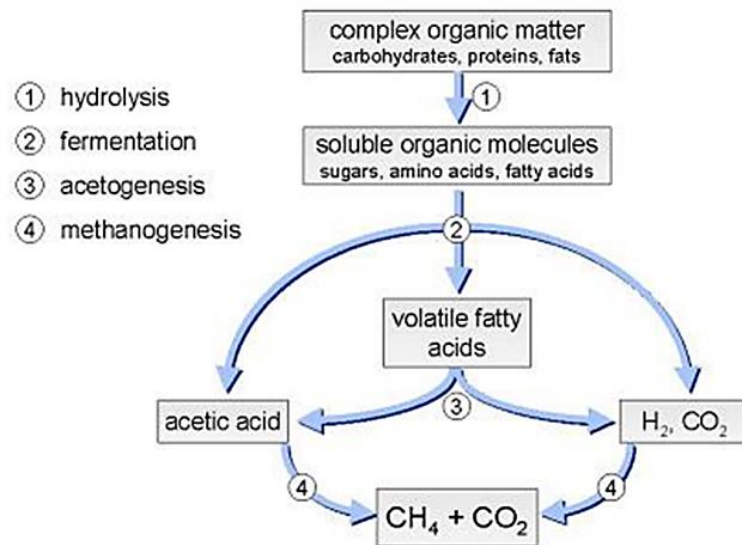 complex organic matter
carbohydrates, proteins, fats
① hydrolysis
① 
② fermentation
soluble organic molecules
sugars, amino acids, fatty acids
③ acetogenesis
④ methanogenesis
②
volatile fatty
acids
③
acetic acid
H₂, CO₂
④
④
CH₄ + CO₂